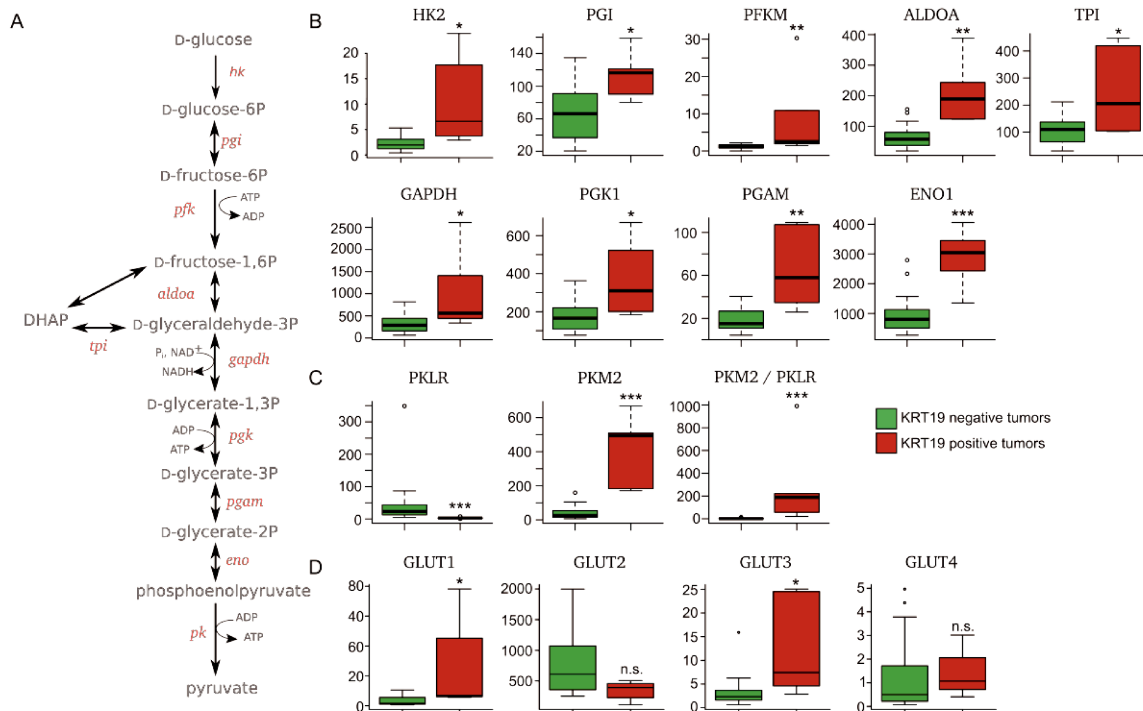 A
D-glucose
hk
D-glucose-6P
pgi
D-fructose-6P
pfk
ATP
ADP
D-fructose-1,6P
aldoa
DHAP
D-glyceraldehyde-3P
tpi
Pi, NAD+
gapdh
NADH
D-glycerate-1,3P
ADP
pgk
ATP
D-glycerate-3P
pgam
D-glycerate-2P
eno
phosphoenolpyruvate
pk
ADP
ATP
pyruvate
B
HK2
*
20
15
10
5
0
PGI
*
140
100
60
20
PFKM
**
30
20
10
0
ALDOA
**
400
300
200
100
TPI
*
400
300
200
100
GAPDH
*
2500
2000
1500
1000
500
0
PGK1
*
600
400
200
PGAM
**
100
60
20
ENO1
***
4000
3000
1000
C
PKLR
***
300
200
100
0
PKM2
***
600
400
200
0
PKM2 / PKLR
***
1000
600
400
200
0
KRT19 negative tumors
KRT19 positive tumors
D
GLUT1
*
80
40
60
20
0
GLUT2
n.s.
2000
1500
1000
500
GLUT3
*
25
20
15
10
5
0
GLUT4
n.s.
5
4
3
2
1
0